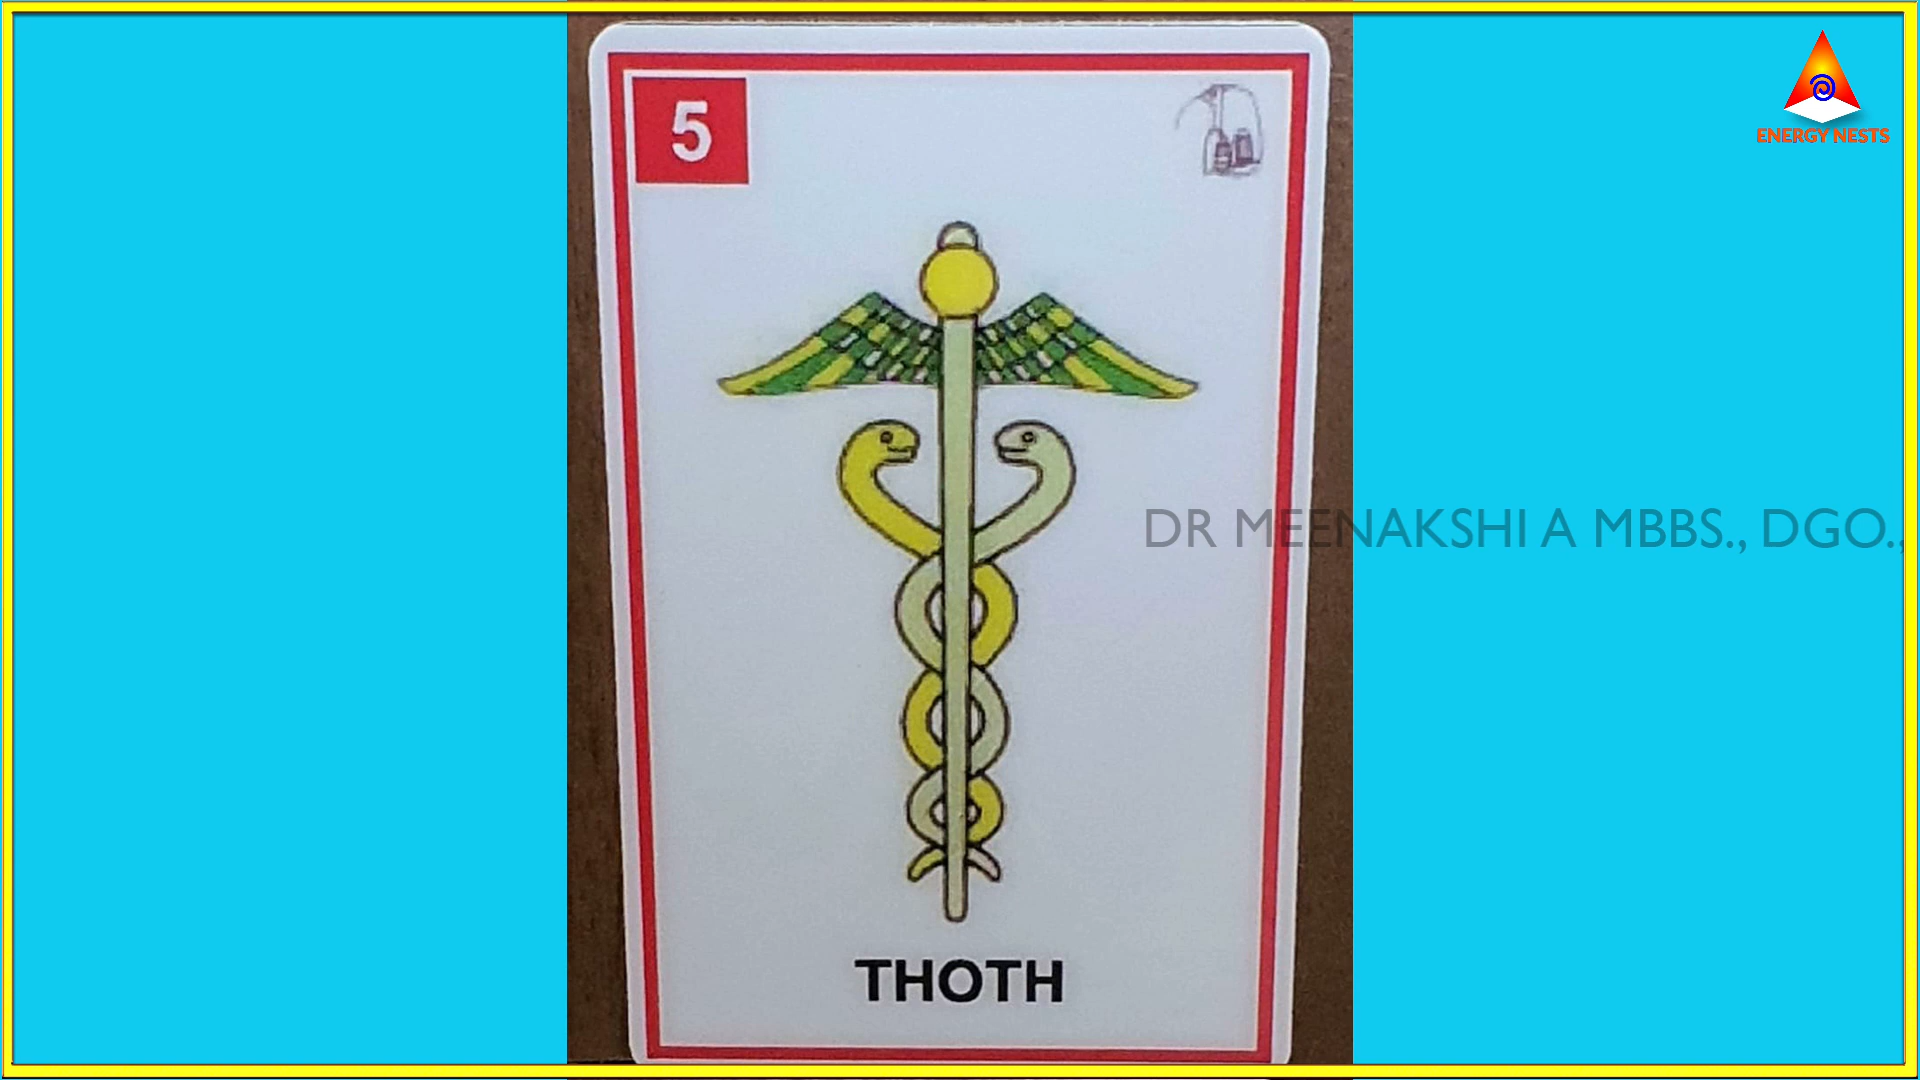 5
ENERGY NESTS
DR MEENAKSHI A MBBS., DGO.,
THOTH